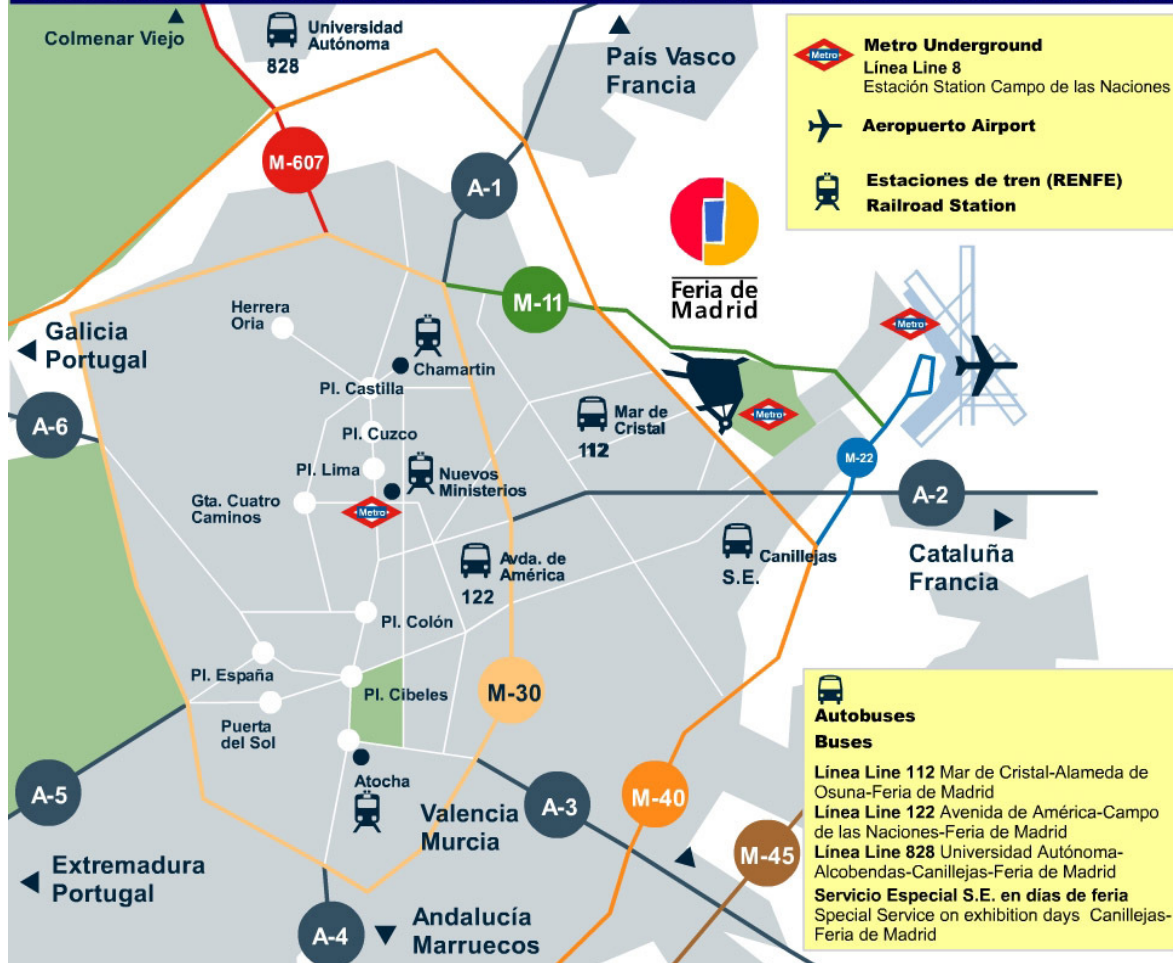 Colmenar Viejo
Universidad
Autónoma
828
País Vasco
Francia
Metro
Metro Underground
Línea Line 8
Estación Station Campo de las Naciones
Aeropuerto Airport
Estaciones de tren (RENFE)
Railroad Station
M-607
A-1
Feria de
Madrid
M-11
Metro
Herrera
Oria
Galicia
Portugal
Chamartin
Pl. Castilla
A-6
Mar de
Cristal
112
Metro
Pl. Cuzco
M-22
Pl. Lima
Nuevos
Ministerios
Gta. Cuatro
Caminos
Metro
A-2
Canillejas
S.E.
Cataluña
Francia
Avda. de
América
122
Pl. Colón
Pl. España
Pl. Cibeles
M-30
Puerta
del Sol
Atocha
A-5
Valencia
Murcia
A-3
M-40
M-45
Extremadura
Portugal
A-4
Andalucía
Marruecos
Autobuses
Buses
Línea Line 112 Mar de Cristal-Alameda de
Osuna-Feria de Madrid
Línea Line 122 Avenida de América-Campo
de las Naciones-Feria de Madrid
Línea Line 828 Universidad Autónoma-
Alcobendas-Canillejas-Feria de Madrid
Servicio Especial S.E. en días de feria
Special Service on exhibition days Canillejas-
Feria de Madrid